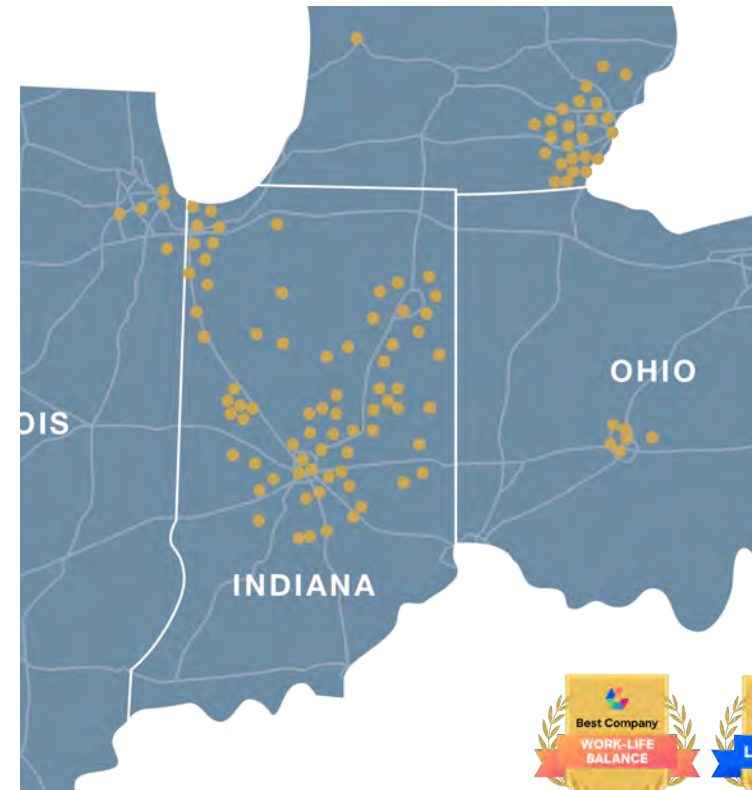 OHIO
OIS
INDIANA
Best Company
WORK-LIFE
BALANCE
L